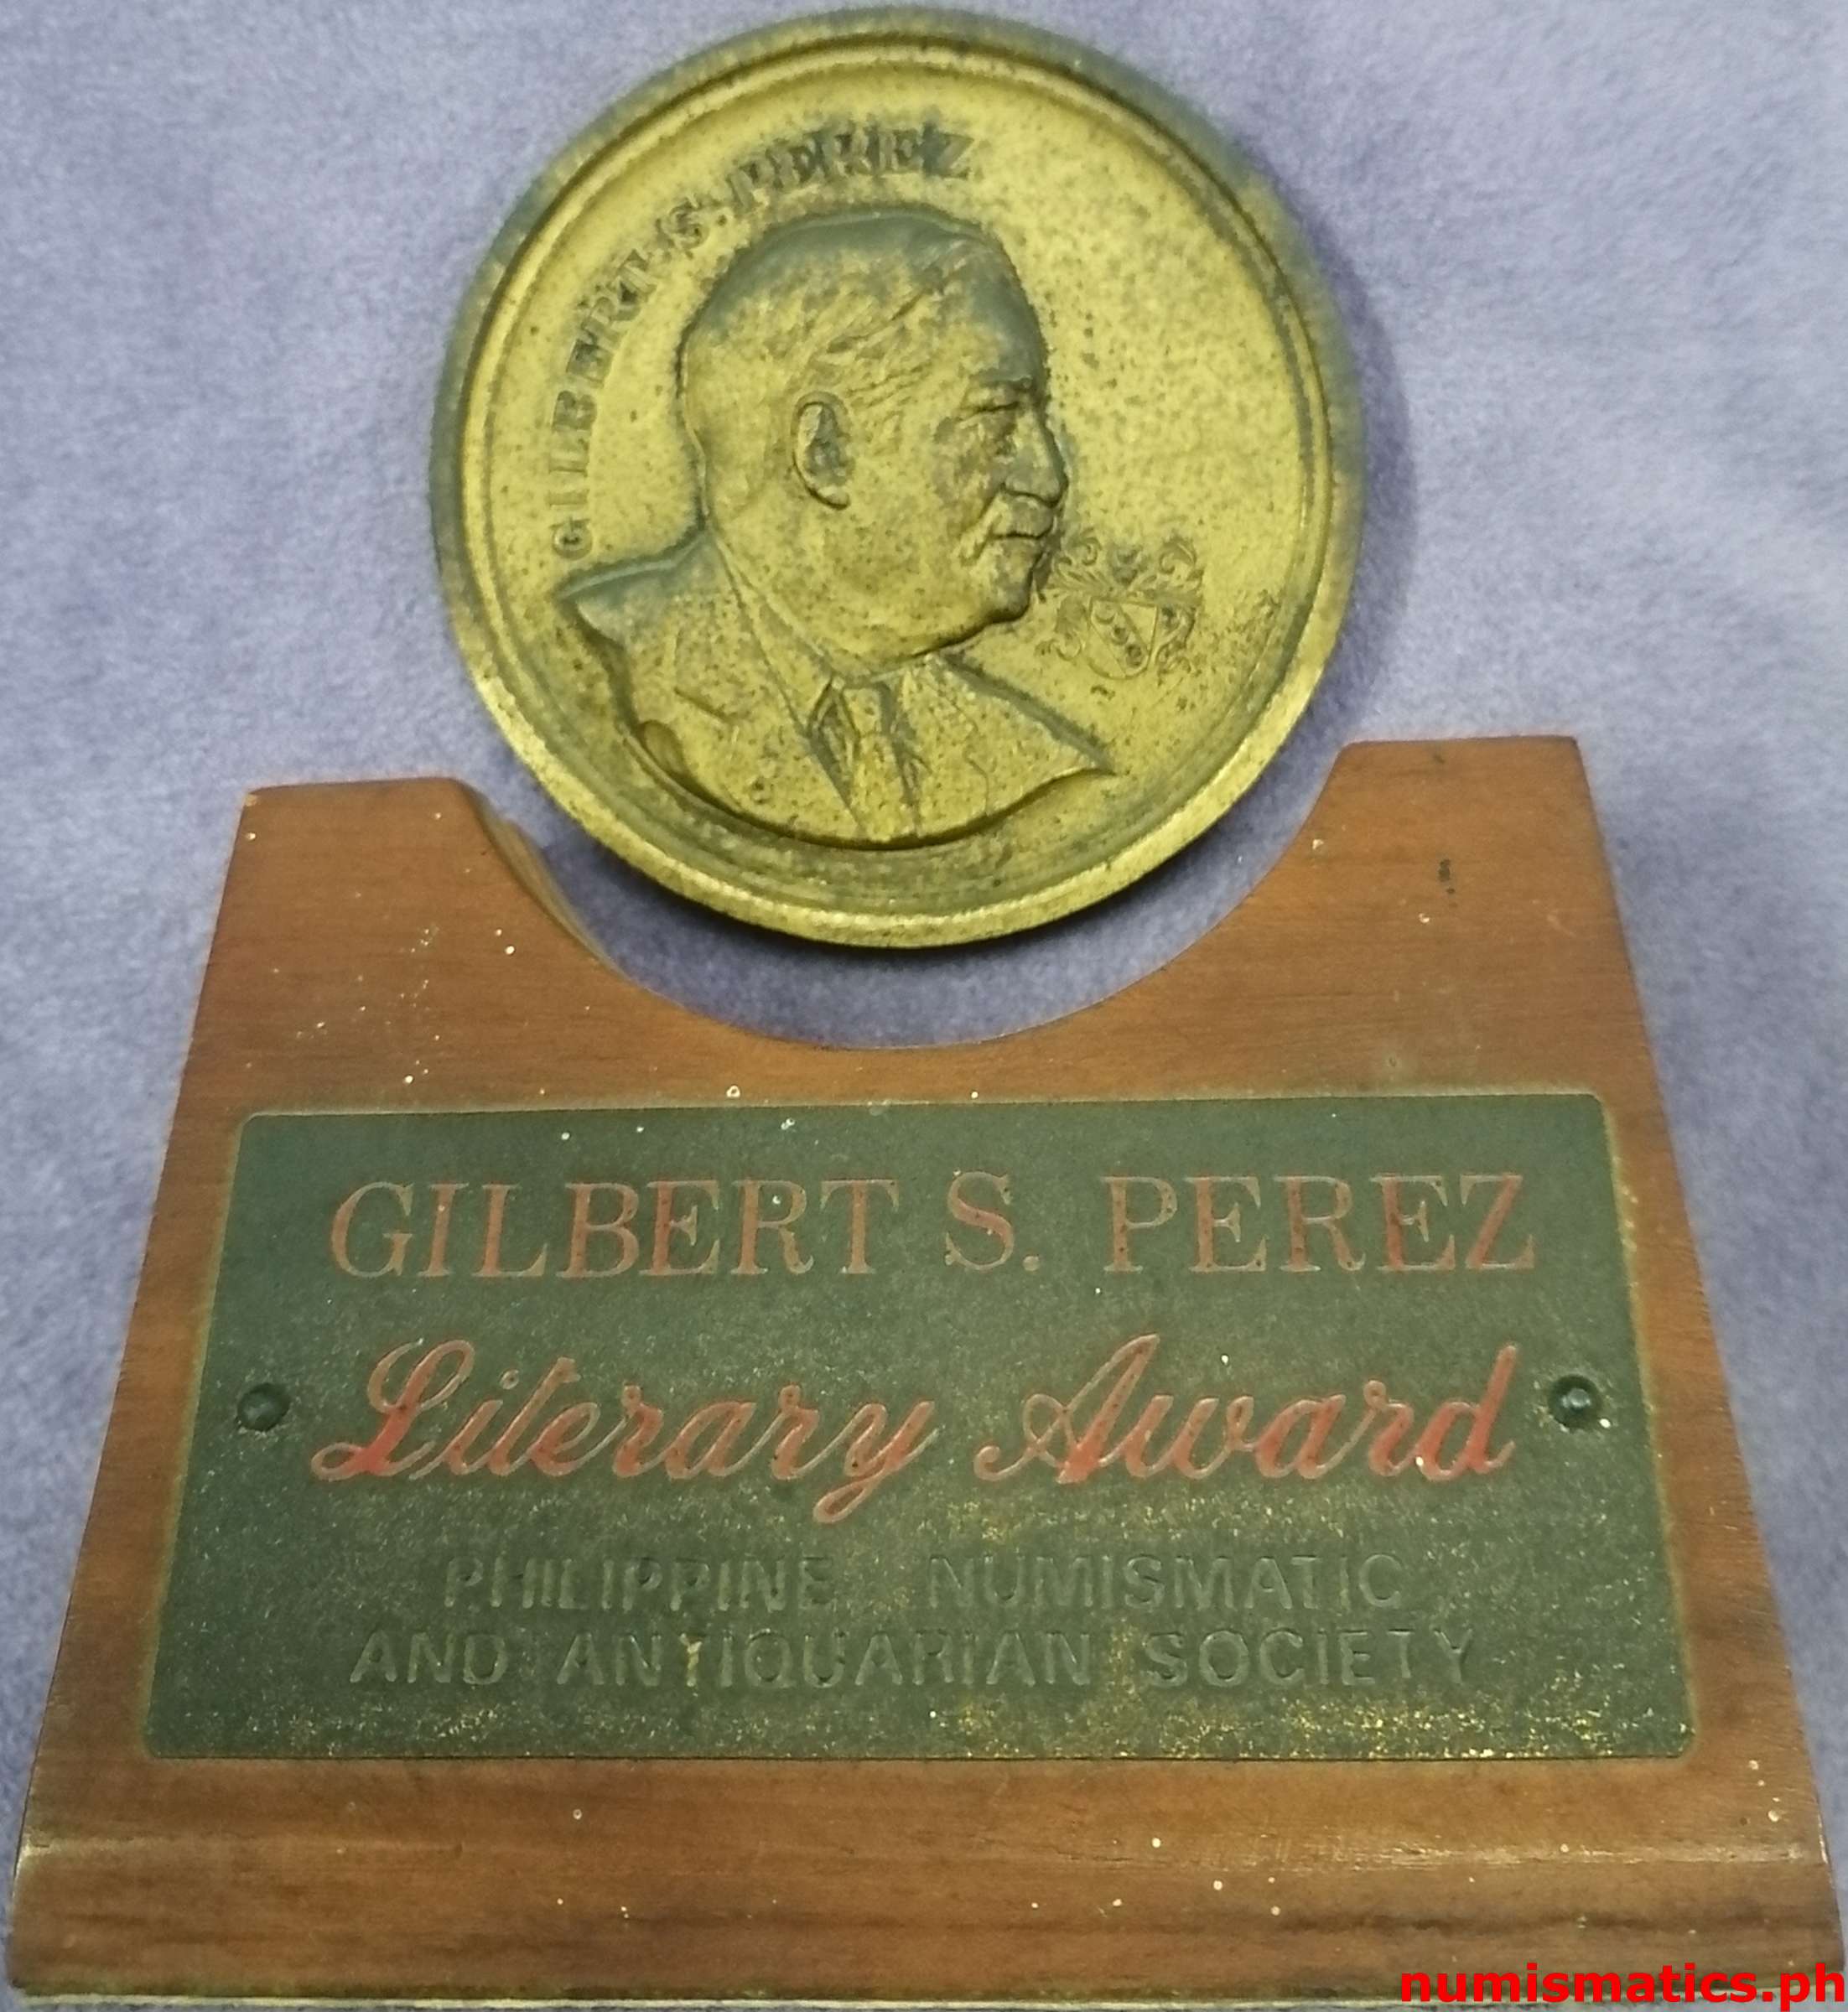 GILBERT S. PEREZ
GILBERT S. PEREZ
Literary Award
PHILIPPINE NUMISMATIC
AND ANTIQUARIAN SOCIETY
numismatics.ph